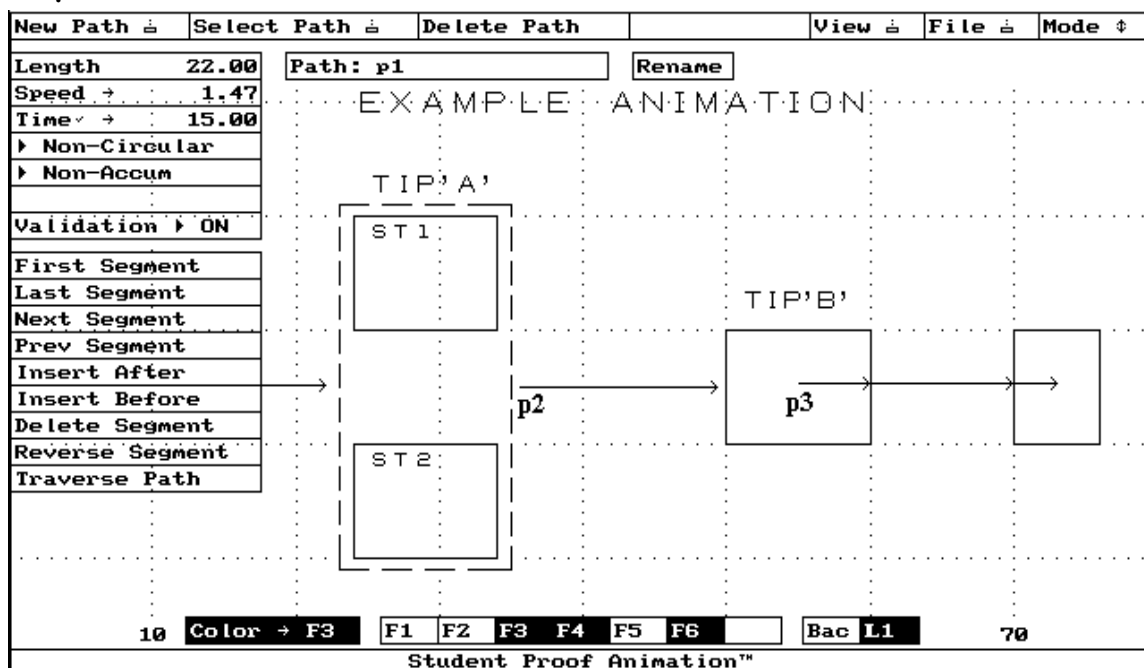 New Path Select Path Delete Path View File Mode
Length 22.00 Path: p1 Rename
Speed → 1.47
Time✓ → 15.00
EXAMPLE ANIMATION
▸ Non-Circular
▸ Non-Accum
TIP'A'
Validation ▸ ON
ST1
First Segment
Last Segment
TIP'B'
Next Segment
Prev Segment
Insert After
Insert Before
p2
p3
Delete Segment
Reverse Segment
ST2
Traverse Path
10 Color → F3 F1 F2 F3 F4 F5 F6 Bac L1 70
Student Proof Animation™